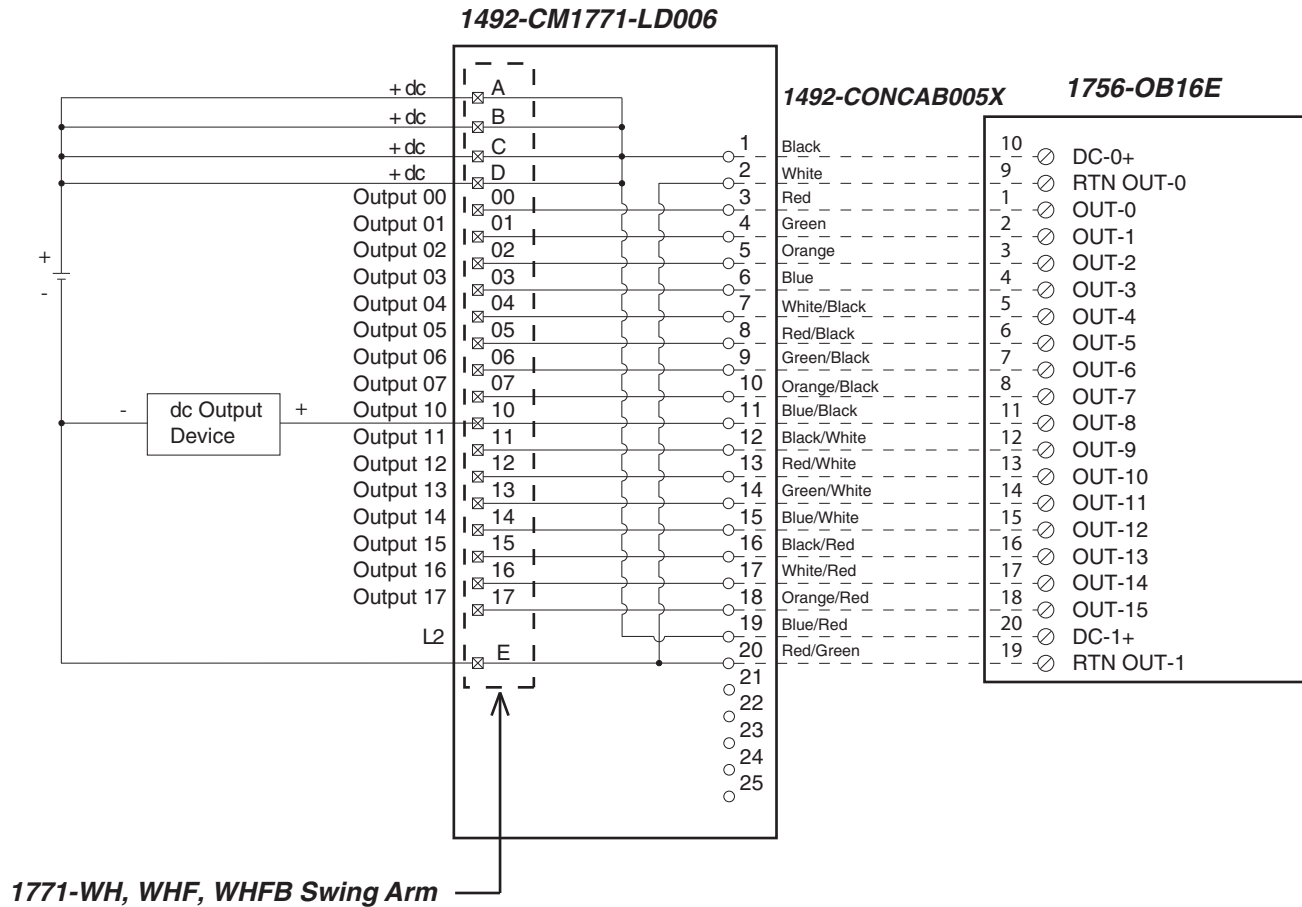 1492-CM1771-LD006
1492-CONCAB005X
1756-OB16E
+ dc A
+ dc B
+ dc C 1 Black 10 DC-0+
+ dc D 2 White 9 RTN OUT-0
Output 00 00 3 Red 1 OUT-0
Output 01 01 4 Green 2 OUT-1
Output 02 02 5 Orange 3 OUT-2
Output 03 03 6 Blue 4 OUT-3
Output 04 04 7 White/Black 5 OUT-4
Output 05 05 8 Red/Black 6 OUT-5
Output 06 06 9 Green/Black 7 OUT-6
Output 07 07 10 Orange/Black 8 OUT-7
Output 10 10 11 Blue/Black 11 OUT-8
Output 11 11 12 Black/White 12 OUT-9
Output 12 12 13 Red/White 13 OUT-10
Output 13 13 14 Green/White 14 OUT-11
Output 14 14 15 Blue/White 15 OUT-12
Output 15 15 16 Black/Red 16 OUT-13
Output 16 16 17 White/Red 17 OUT-14
Output 17 17 18 Orange/Red 18 OUT-15
L2 19 Blue/Red 20 DC-1+
E 20 Red/Green 19 RTN OUT-1
21
22
23
24
25
+
-
- dc Output +
Device
1771-WH, WHF, WHFB Swing Arm